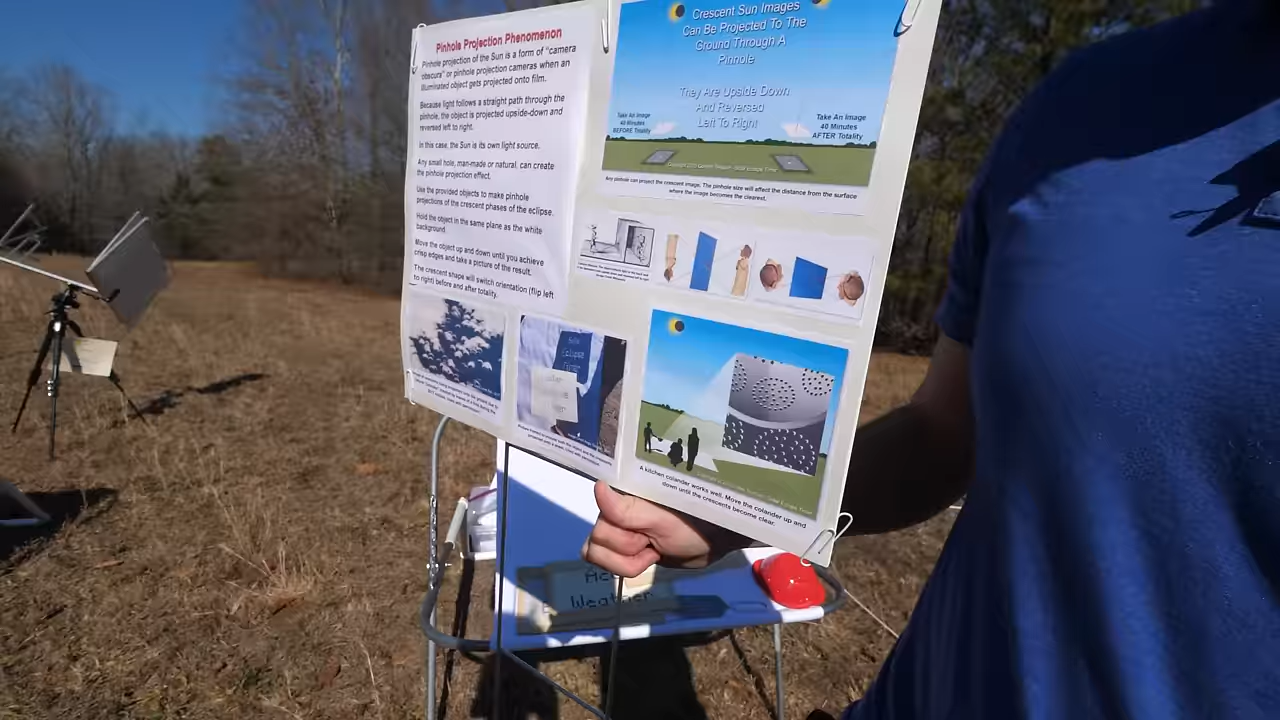 Pinhole Projection Phenomenon
Pinhole projection of the Sun is a form of "camera
obscura" or pinhole projection cameras when an
illuminated object gets projected onto film.
Because light follows a straight path through the
pinhole, the object is projected upside-down and
reversed left to right.
In this case, the Sun is its own light source.
Any small hole, man-made or natural, can create
the pinhole projection effect.
Use the provided objects to make pinhole
projections of the crescent phases of the eclipse.
Hold the object in the same plane as the white
background.
Move the object up and down until you achieve
crisp edges and take a picture of the result.
The crescent shape will switch orientation (flip left
to right) before and after totality.
Crescent Sun Images
Can Be Projected To The
Ground Through A
Pinhole
They Are Upside Down
And Reversed
Left To Right
Take An Image
40 Minutes
BEFORE Totality
Take An Image
40 Minutes
AFTER Totality
Any pinhole can project the crescent image. The pinhole size will affect the distance from the surface
where the image becomes the clearest.
Eclipse
A kitchen colander works well. Move the colander up and
down until the crescents become clear.
Weather